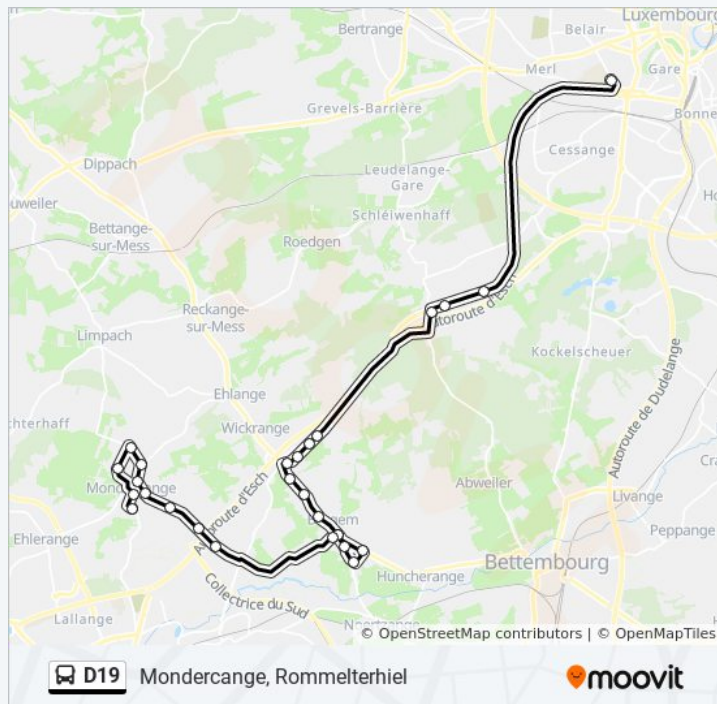 Luxembourg
Bertrange
Belair
Merl
Gare
Grevels-Barrière
Bonne
Cessange
Dippach
Leudelange-
Gare
Schléiwenhaff
Bettange-
sur-Mess
Roedgen
Reckange-
sur-Mess
Autoroute d'Esch
Limpach
Kockelscheuer
Autoroute de Dudelange
Ehlange
Wickrange
Autoroute d'Esch
Abweiler
Livange
Peppange
Ehlerange
Bettembourg
Huncherange
Collectrice du Sud
Lallange
© OpenStreetMap contributors | © OpenMapTiles
D19 Mondercange, Rommelterhiel
moovit